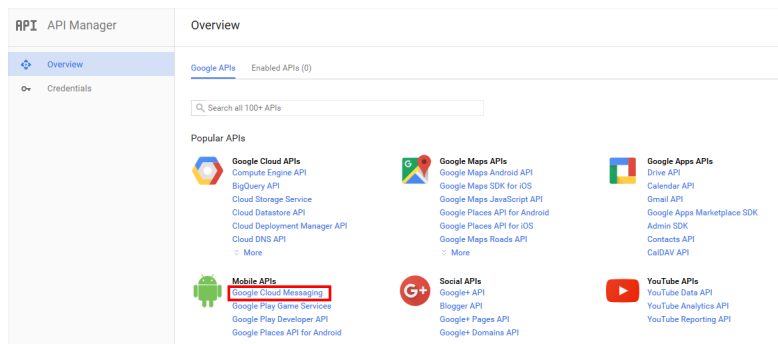 API API Manager
Overview
Overview
Credentials
Google APIs Enabled APIs (0)
Search all 100+ APIs
Popular APIs
Google Cloud APIs
Compute Engine API
BigQuery API
Cloud Storage Service
Cloud Datastore API
Cloud Deployment Manager API
Cloud DNS API
More
Google Maps APIs
Google Maps Android API
Google Maps SDK for iOS
Google Maps JavaScript API
Google Places API for Android
Google Places API for iOS
Google Maps Roads API
More
Google Apps APIs
Drive API
Calendar API
Gmail API
Google Apps Marketplace SDK
Admin SDK
Contacts API
CalDAV API
Mobile APIs
Google Cloud Messaging
Google Play Game Services
Google Play Developer API
Google Places API for Android
G+
Social APIs
Google+ API
Blogger API
Google+ Pages API
Google+ Domains API
YouTube APIs
YouTube Data API
YouTube Analytics API
YouTube Reporting API